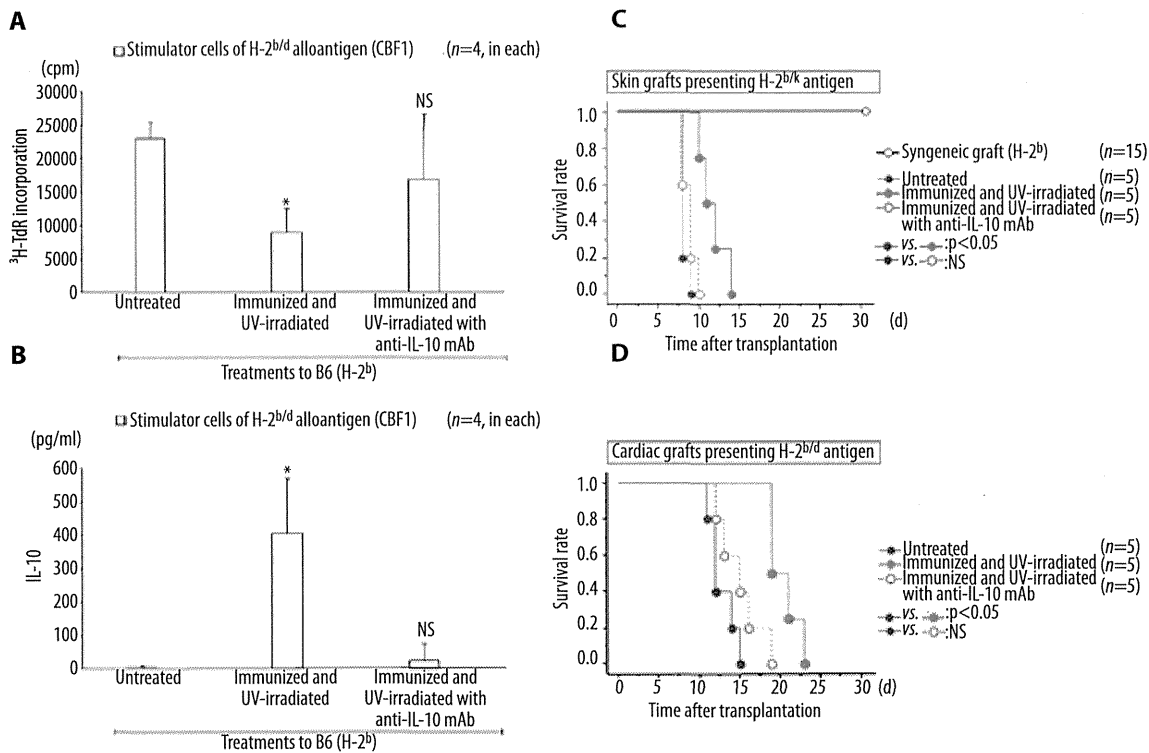 A
Stimulator cells of H-2b/d alloantigen (CBF1) (n=4, in each)
(cpm)
30000
25000
20000
15000
10000
5000
0
3H-TdR incorporation
*
NS
Untreated
Immunized and
UV-irradiated
Immunized and
UV-irradiated with
anti-IL-10 mAb
Treatments to B6 (H-2b)
B
Stimulator cells of H-2b/d alloantigen (CBF1) (n=4, in each)
(pg/ml)
600
500
400
300
200
100
0
IL-10
*
NS
Untreated
Immunized and
UV-irradiated
Immunized and
UV-irradiated with
anti-IL-10 mAb
Treatments to B6 (H-2b)
C
Skin grafts presenting H-2b/k antigen
1.0
0.8
0.6
0.4
0.2
0.0
Survival rate
0 5 10 15 20 25 30 (d)
Time after transplantation
Syngeneic graft (H-2b) (n=15)
Untreated (n=5)
Immunized and UV-irradiated (n=5)
Immunized and UV-irradiated (n=5)
with anti-IL-10 mAb
vs. :p<0.05
vs. :NS
D
Cardiac grafts presenting H-2b/d antigen
1.0
0.8
0.6
0.4
0.2
0.0
Survival rate
0 5 10 15 20 25 30 (d)
Time after transplantation
Untreated (n=5)
Immunized and UV-irradiated (n=5)
Immunized and UV-irradiated (n=5)
with anti-IL-10 mAb
vs. :p<0.05
vs. :NS